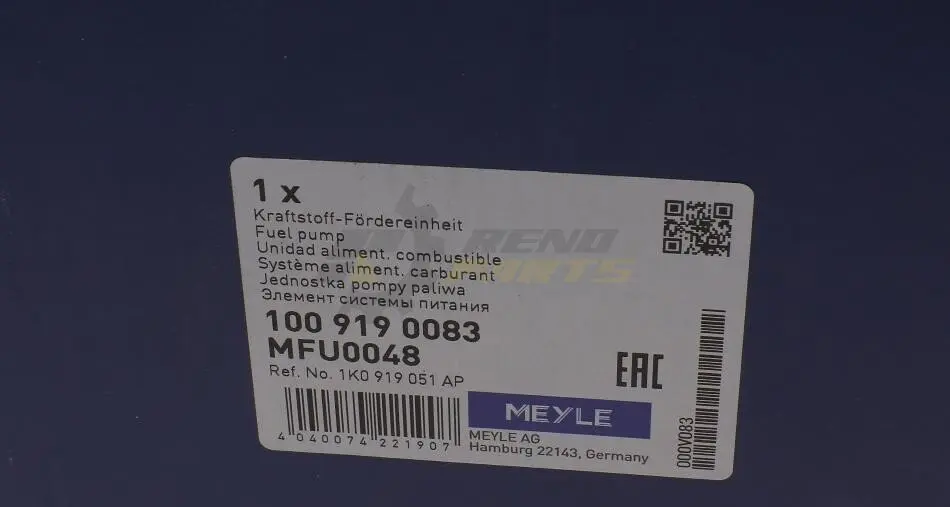 1 x
Kraftstoff-Fördereinheit
Fuel pump
Unidad aliment. combustible
Système aliment. carburant
Jednostka pompy paliwa
Элемент системы питания
100 919 0083
MFU0048
Ref. No. 1K0 919 051 AP
EAC
MEYLE
MEYLE AG
Hamburg 22143, Germany
4 040074 221907
000V083
RENO
PARTS